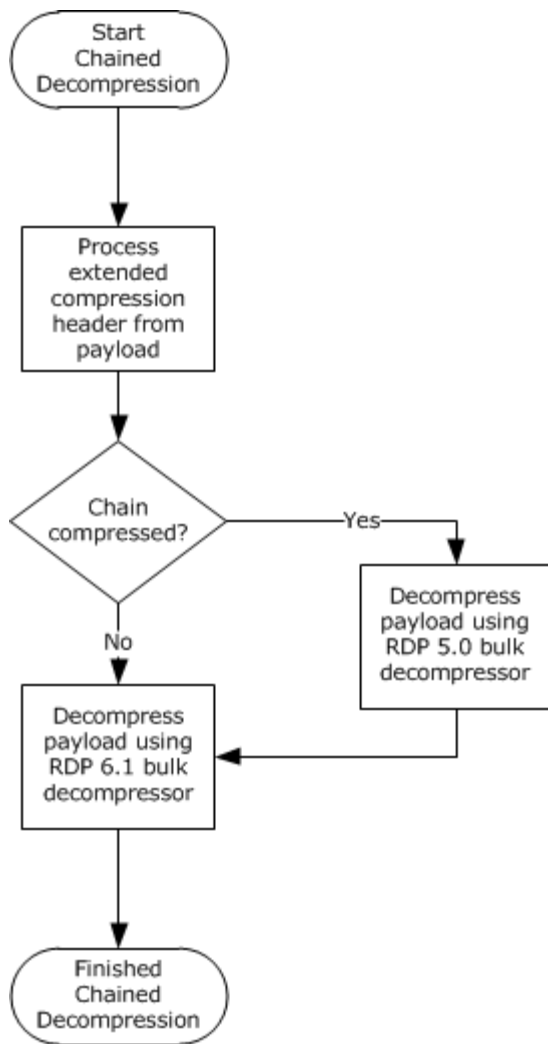 Start
Chained
Decompression
Process
extended
compression
header from
payload
Chain
compressed?
Yes
Decompress
payload using
RDP 5.0 bulk
decompressor
No
Decompress
payload using
RDP 6.1 bulk
decompressor
Finished
Chained
Decompression